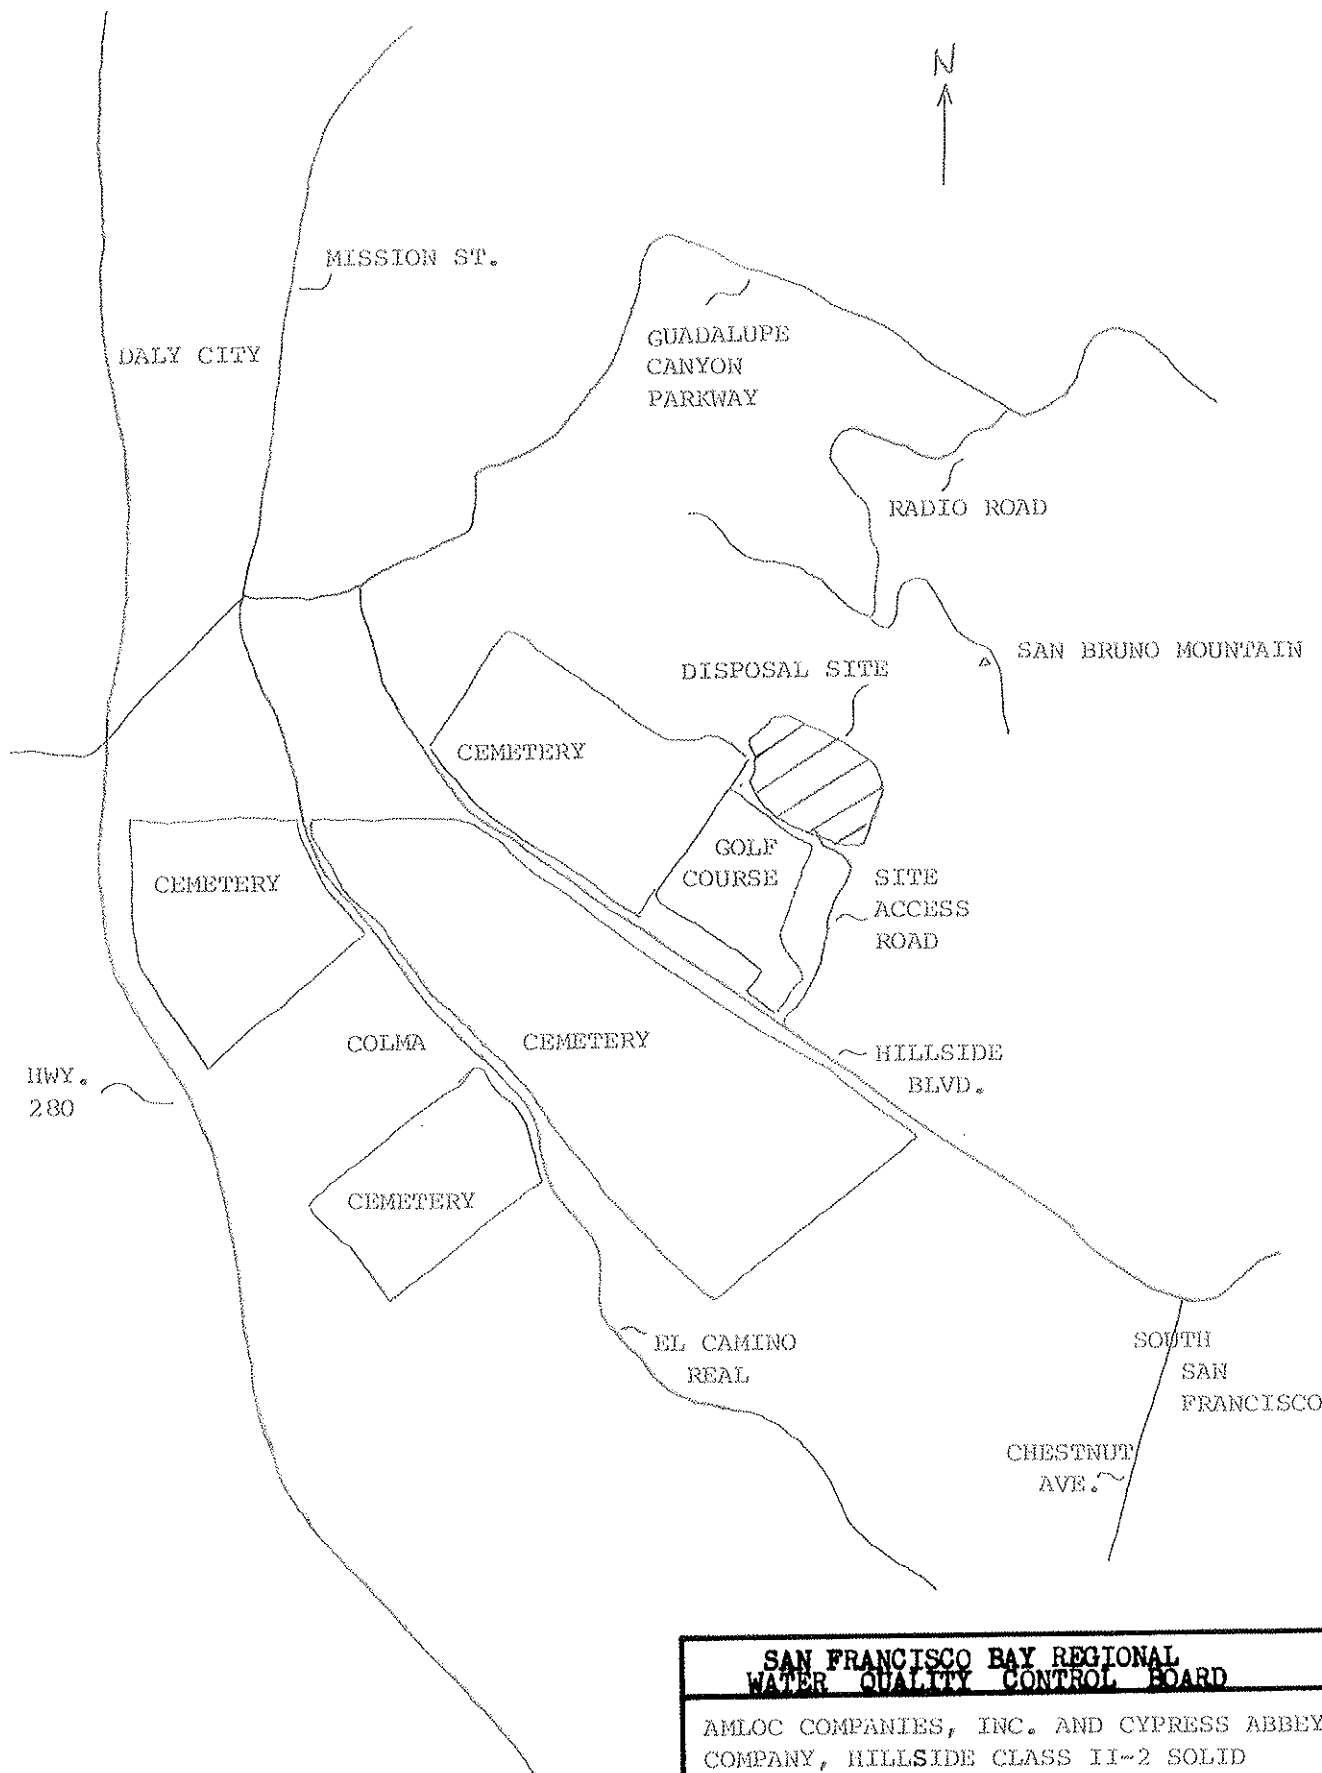 N
MISSION ST.
DALY CITY
GUADALUPE
CANYON
PARKWAY
RADIO ROAD
SAN BRUNO MOUNTAIN
DISPOSAL SITE
CEMETERY
GOLF
COURSE
CEMETERY
SITE
ACCESS
ROAD
COLMA
CEMETERY
HILLSIDE
BLVD.
HWY.
280
CEMETERY
EL CAMINO
REAL
SOUTH
SAN
FRANCISCO
CHESTNUT
AVE.
SAN FRANCISCO BAY REGIONAL
WATER QUALITY CONTROL BOARD
AMLOC COMPANIES, INC. AND CYPRESS ABBEY
COMPANY, HILLSIDE CLASS II-2 SOLID